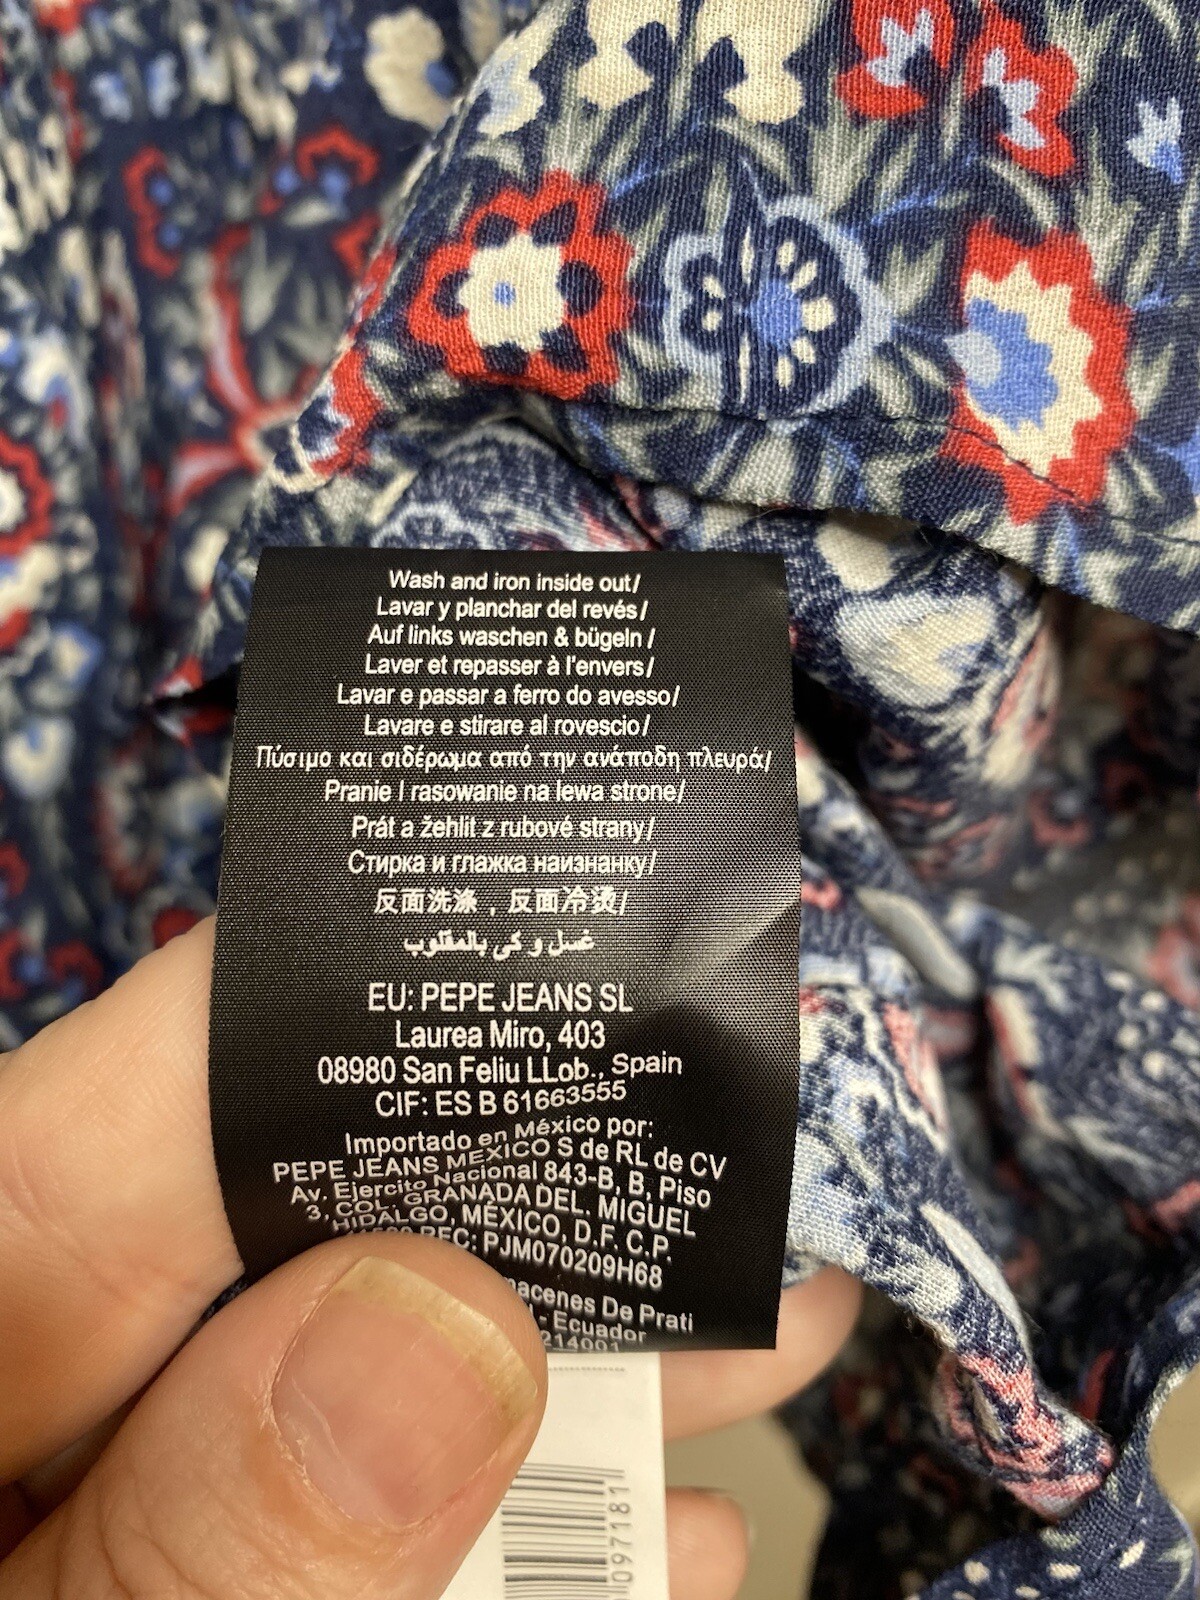 Wash and iron inside out/
Lavar y planchar del revés/
Auf links waschen & bügeln /
Laver et repasser à l'envers/
Lavar e passar a ferro do avesso/
Lavare e stirare al rovescio/
Πύσιμο και σιδέρωμα από την ανάποδη πλευρά/
Pranie I rasowanie na lewa strone/
Prát a žehlit z rubové strany/
Стирка и глажка наизнанку/
反面洗涤，反面冷烫/
غسل و كي بالمقلوب
EU: PEPE JEANS SL
Laurea Miro, 403
08980 San Feliu LLob., Spain
CIF: ES B 61663555
Importado en México por:
PEPE JEANS MEXICO S de RL de CV
Av. Ejercito Nacional 843-B, B, Piso
3, COL. GRANADA DEL. MIGUEL
HIDALGO, MÉXICO, D.F. C.P.
RFC: PJM070209H68
De Prati
- Ecuador
214001
097181